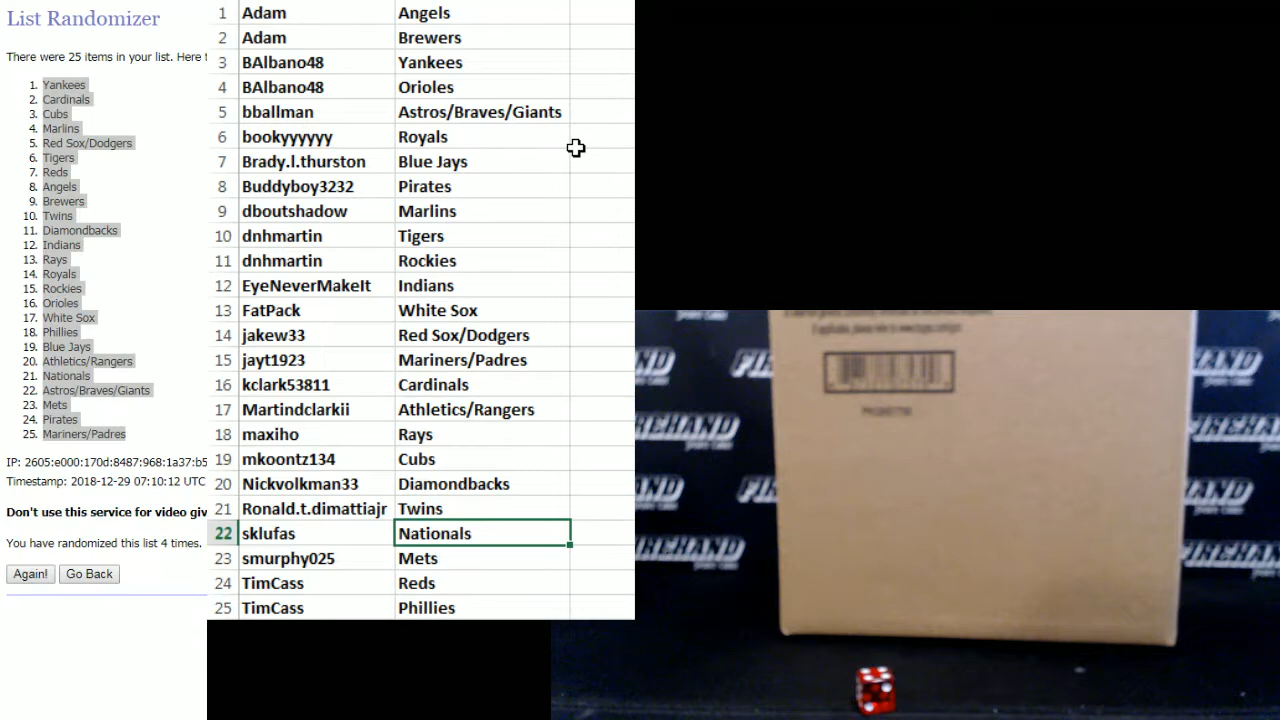 List Randomizer
There were 25 items in your list. Here
1. Yankees
2. Cardinals
3. Cubs
4. Marlins
5. Red Sox/Dodgers
6. Tigers
7. Reds
8. Angels
9. Brewers
10. Twins
11. Diamondbacks
12. Indians
13. Rays
14. Royals
15. Rockies
16. Orioles
17. White Sox
18. Phillies
19. Blue Jays
20. Athletics/Rangers
21. Nationals
22. Astros/Braves/Giants
23. Mets
24. Pirates
25. Mariners/Padres
IP: 2605:e000:170d:8487:968:1a37:b5
Timestamp: 2018-12-29 07:10:12 UTC
Don't use this service for video giv
You have randomized this list 4 times.
Again! Go Back
1 Adam Angels
2 Adam Brewers
3 BAlbano48 Yankees
4 BAlbano48 Orioles
5 bballman Astros/Braves/Giants
6 bookyyyyyy Royals
7 Brady.l.thurston Blue Jays
8 Buddyboy3232 Pirates
9 dboutshadow Marlins
10 dnhmartin Tigers
11 dnhmartin Rockies
12 EyeNeverMakeIt Indians
13 FatPack White Sox
14 jakew33 Red Sox/Dodgers
15 jayt1923 Mariners/Padres
16 kclark53811 Cardinals
17 Martindclarkii Athletics/Rangers
18 maxiho Rays
19 mkoontz134 Cubs
20 Nickvolkman33 Diamondbacks
21 Ronald.t.dimattiajr Twins
22 sklufas Nationals
23 smurphy025 Mets
24 TimCass Reds
25 TimCass Phillies
FIREHAND